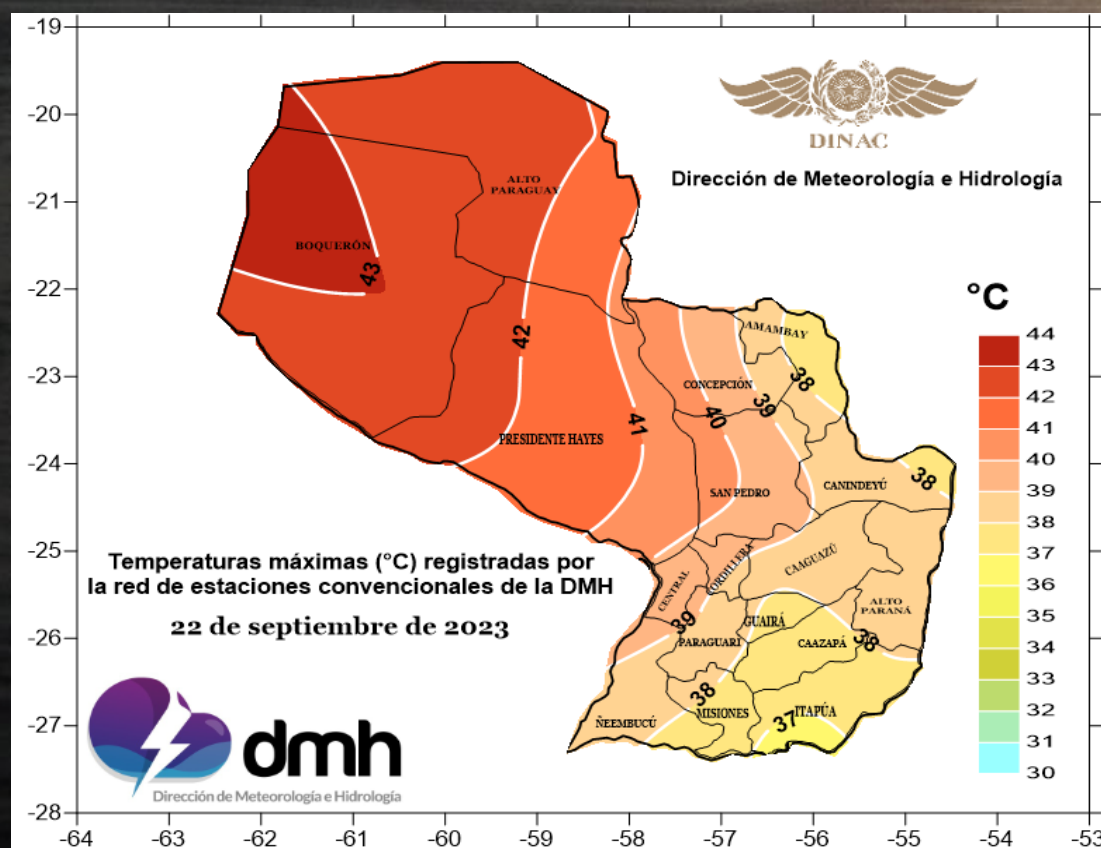 -19
-20
-21
-22
-23
-24
-25
-26
-27
-28
-64
-63
-62
-61
-60
-59
-58
-57
-56
-55
-54
-53
DINAC
Dirección de Meteorología e Hidrología
ALTO
PARAGUAY
BOQUERÓN
43
42
41
40
39
38
AMAMBAY
CONCEPCIÓN
PRESIDENTE HAYES
SAN PEDRO
CANINDEYÚ
38
CORDILLERA
CENTRAL
CAAGUAZÚ
ALTO
PARANÁ
39
PARAGUARI
GUAIRÁ
CAAZAPÁ
38
38
ÑEEMBUCÚ
MISIONES
37
ITAPÚA
°C
44
43
42
41
40
39
38
37
36
35
34
33
32
31
30
Temperaturas máximas (°C) registradas por
la red de estaciones convencionales de la DMH
22 de septiembre de 2023
dmh
Dirección de Meteorología e Hidrología